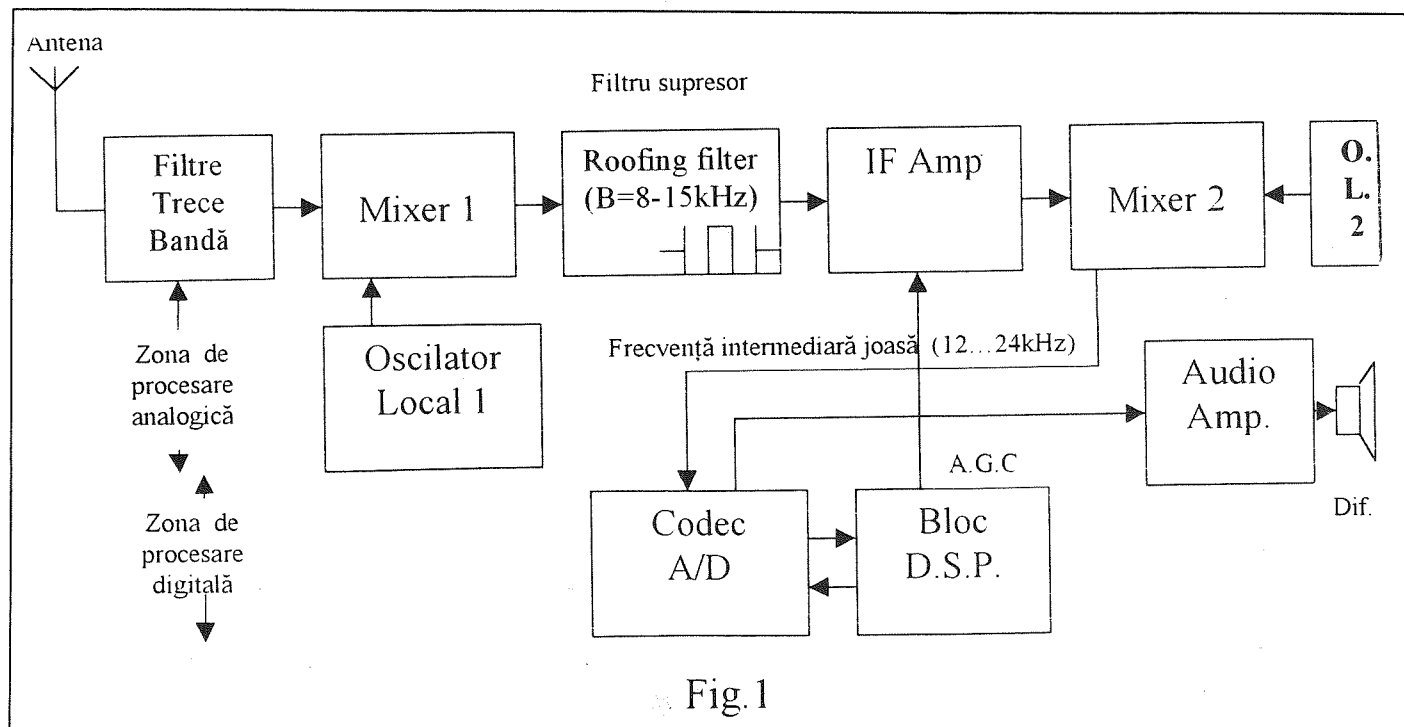 Antena
Filtru supresor
Filtre
Trece
Bandă
Mixer 1
Roofing filter
(B=8-15kHz)
IF Amp
Mixer 2
O.
L.
2
Zona de
procesare
analogică
Oscilator
Local 1
Frecvență intermediară joasă (12...24kHz)
Audio
Amp.
A.G.C
Dif.
Zona de
procesare
digitală
Codec
A/D
Bloc
D.S.P.
Fig.1